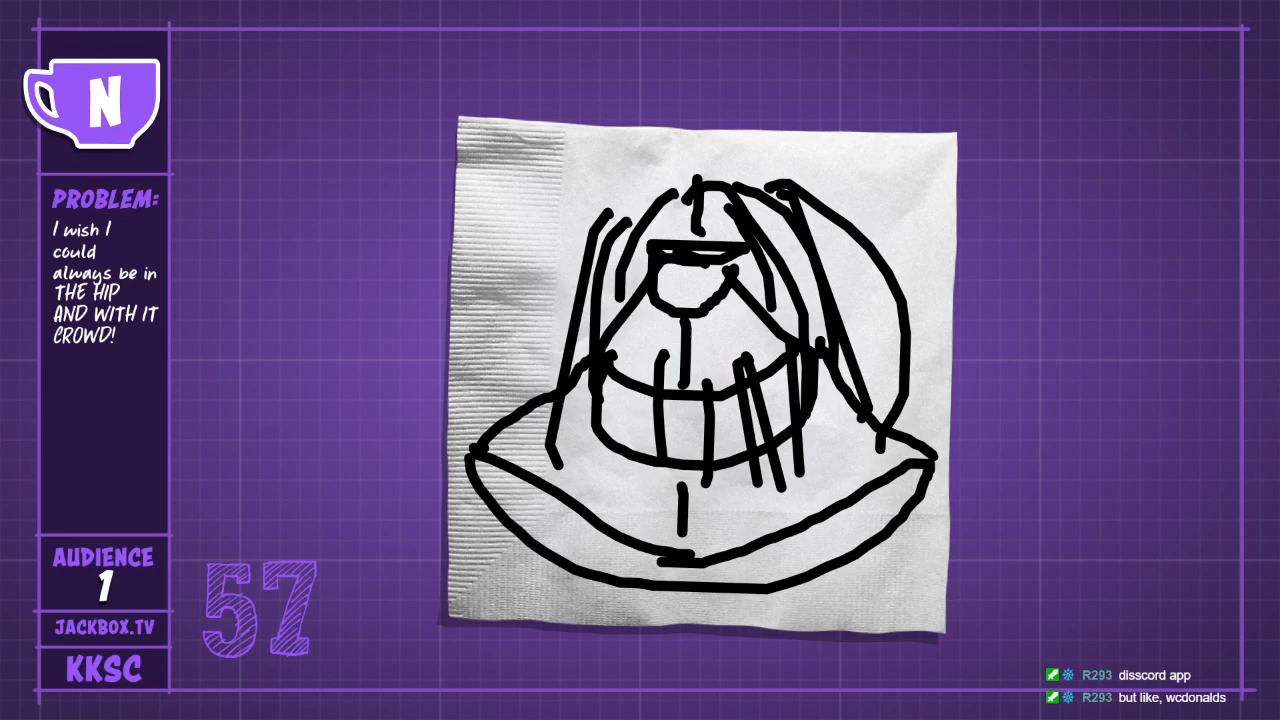 N
PROBLEM:
I wish I
could
always be in
THE HIP
AND WITH IT
CROWD!
AUDIENCE
1
JACKBOX.TV
KKSC
57
R293 disscord app
R293 but like, wcdonalds